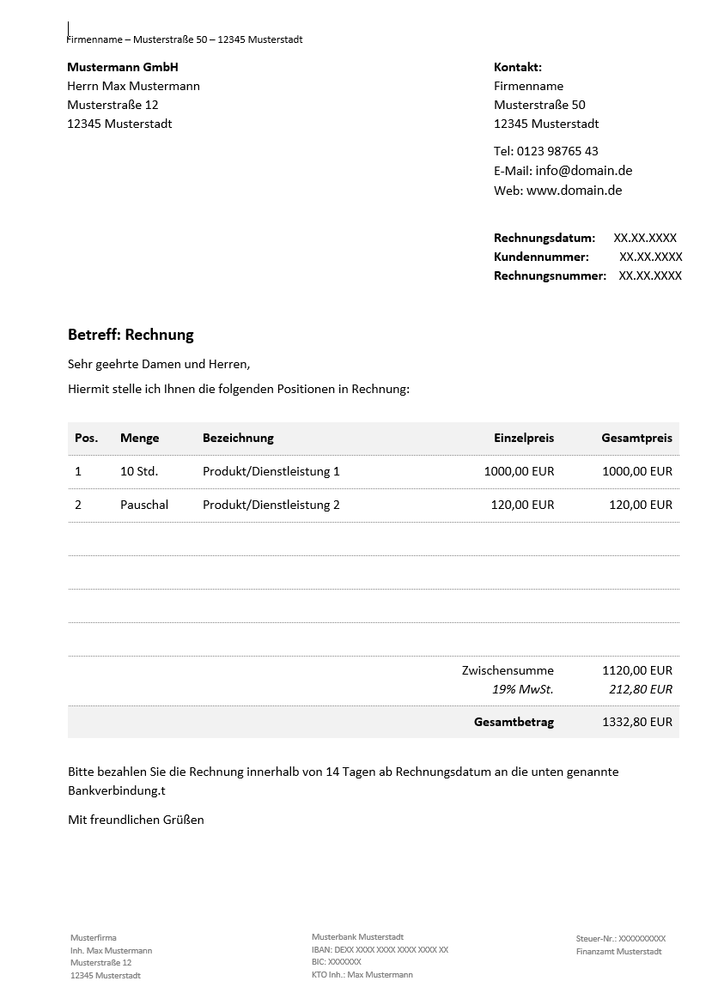 Firmenname – Musterstraße 50 – 12345 Musterstadt
Mustermann GmbH
Herrn Max Mustermann
Musterstraße 12
12345 Musterstadt
Kontakt:
Firmenname
Musterstraße 50
12345 Musterstadt
Tel: 0123 98765 43
E-Mail: info@domain.de
Web: www.domain.de
Rechnungsdatum: XX.XX.XXXX
Kundennummer: XX.XX.XXXX
Rechnungsnummer: XX.XX.XXXX
Betreff: Rechnung
Sehr geehrte Damen und Herren,
Hiermit stelle ich Ihnen die folgenden Positionen in Rechnung:
Pos. Menge Bezeichnung Einzelpreis Gesamtpreis
1 10 Std. Produkt/Dienstleistung 1 1000,00 EUR 1000,00 EUR
2 Pauschal Produkt/Dienstleistung 2 120,00 EUR 120,00 EUR
Zwischensumme 1120,00 EUR
19% MwSt. 212,80 EUR
Gesamtbetrag 1332,80 EUR
Bitte bezahlen Sie die Rechnung innerhalb von 14 Tagen ab Rechnungsdatum an die unten genannte
Bankverbindung.t
Mit freundlichen Grüßen
Musterfirma
Inh. Max Mustermann
Musterstraße 12
12345 Musterstadt
Musterbank Musterstadt
IBAN: DEXX XXXX XXXX XXXX XXXX XX
BIC: XXXXXXX
KTO Inh.: Max Mustermann
Steuer-Nr.: XXXXXXXXXX
Finanzamt Musterstadt